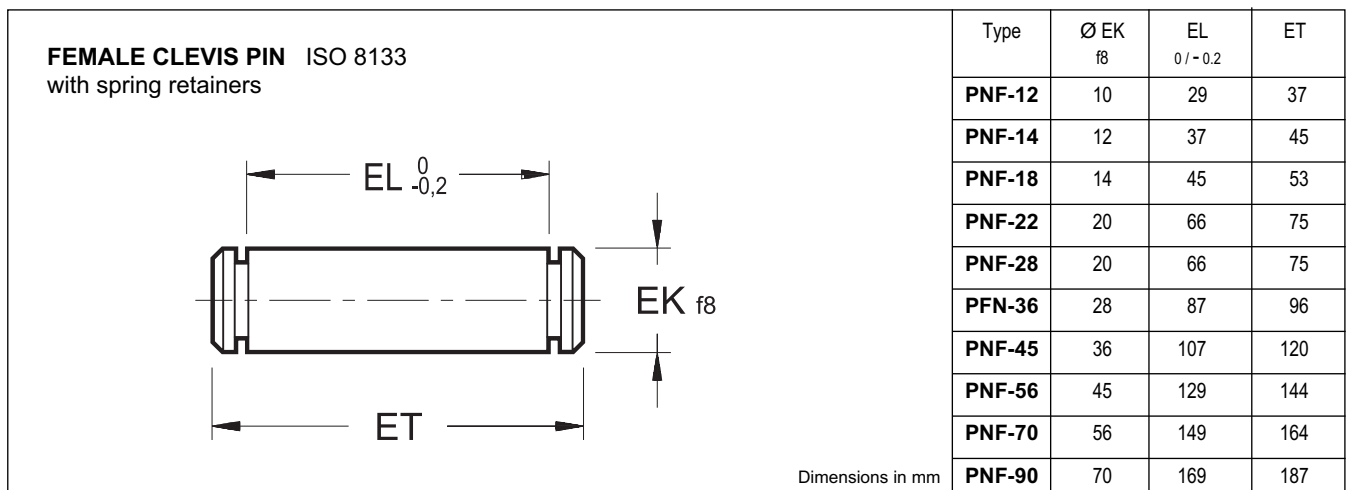 FEMALE CLEVIS PIN ISO 8133
with spring retainers
EL 0 -0,2
EK f8
ET
Dimensions in mm
Type Ø EK f8 EL 0 / - 0.2 ET
PNF-12 10 29 37
PNF-14 12 37 45
PNF-18 14 45 53
PNF-22 20 66 75
PNF-28 20 66 75
PFN-36 28 87 96
PNF-45 36 107 120
PNF-56 45 129 144
PNF-70 56 149 164
PNF-90 70 169 187